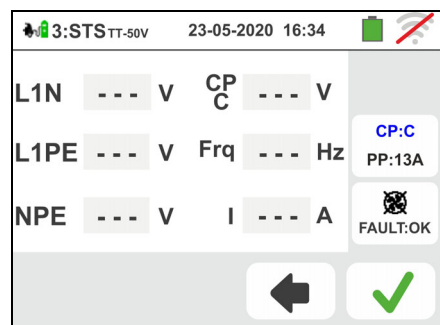 3:STS TT-50V 23-05-2020 16:34
L1N - - - V CP C - - - V
L1PE - - - V Frq - - - Hz
NPE - - - V I - - - A
CP:C
PP:13A
FAULT:OK